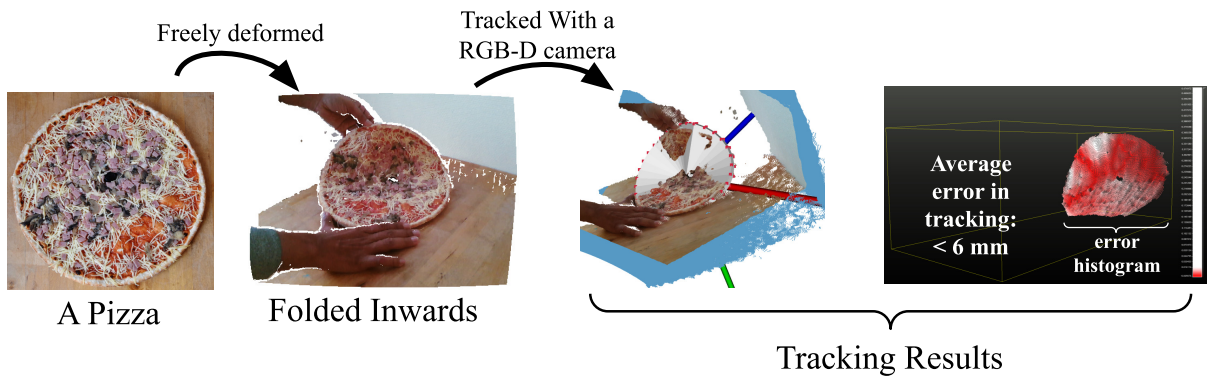 Freely deformed
Tracked With a
RGB-D camera
A Pizza
Folded Inwards
Average
error in
tracking:
< 6 mm
error
histogram
Tracking Results